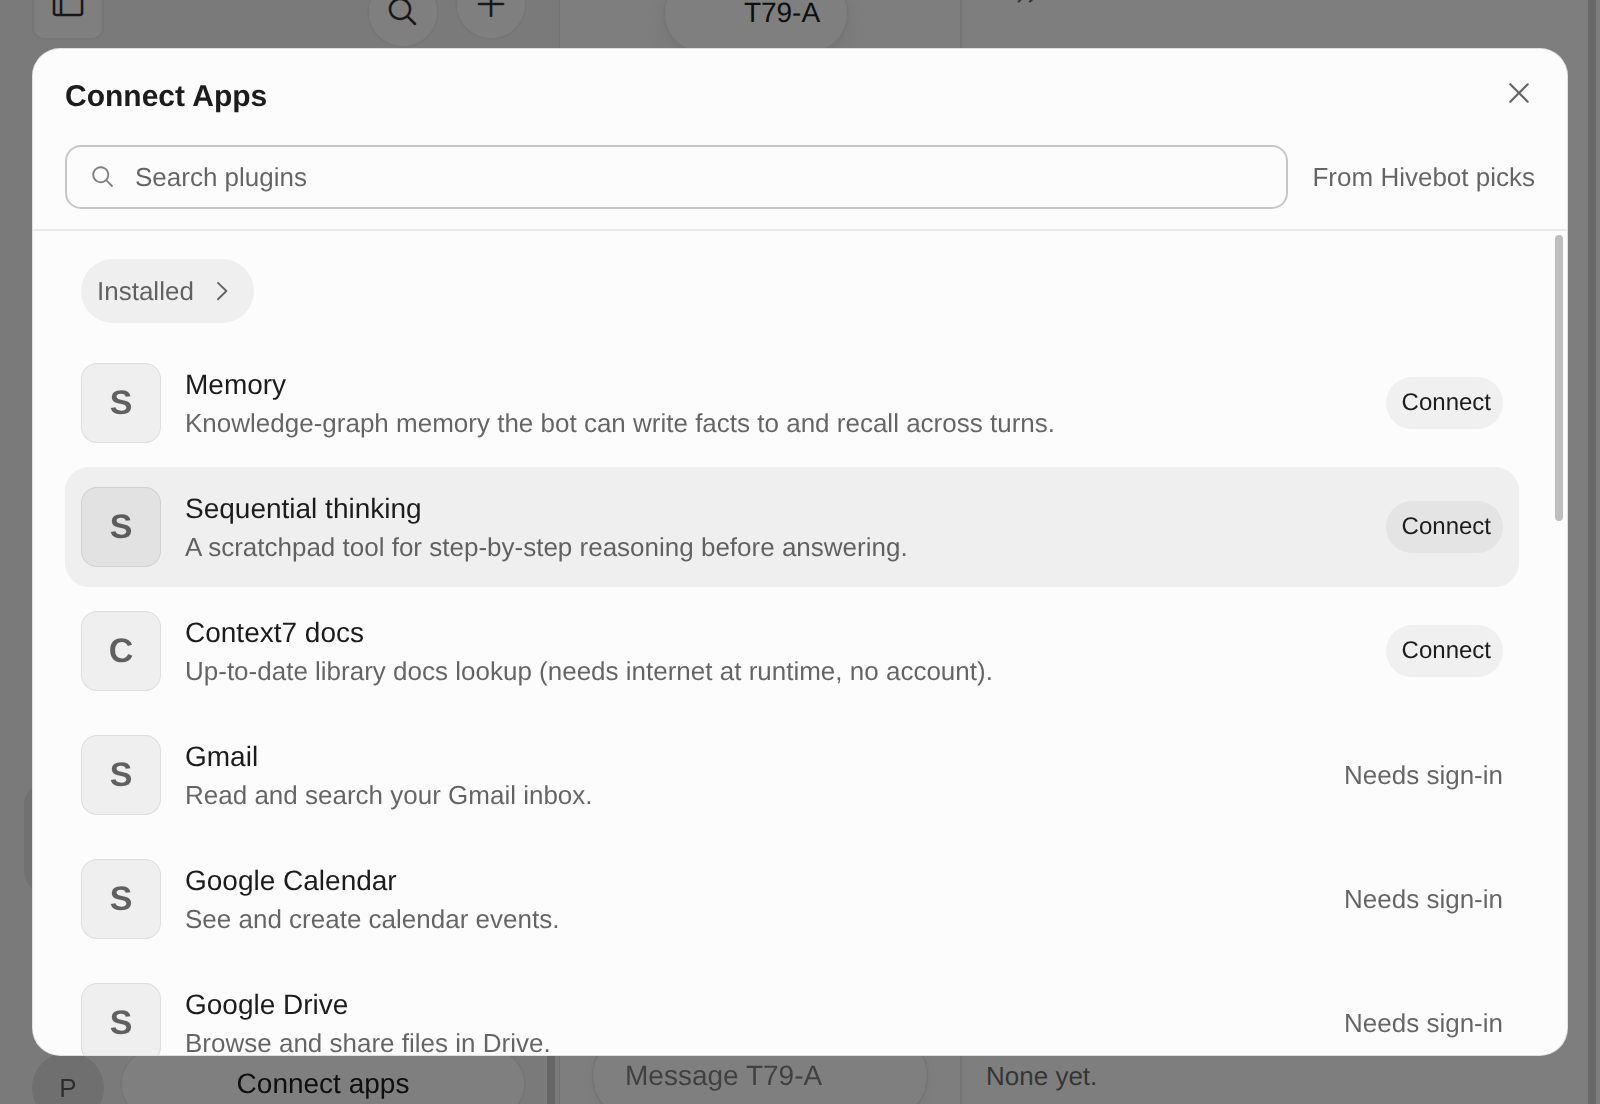 T79-A
Connect Apps
Search plugins
From Hivebot picks
Installed
S
Memory
Knowledge-graph memory the bot can write facts to and recall across turns.
Connect
S
Sequential thinking
A scratchpad tool for step-by-step reasoning before answering.
Connect
C
Context7 docs
Up-to-date library docs lookup (needs internet at runtime, no account).
Connect
S
Gmail
Read and search your Gmail inbox.
Needs sign-in
S
Google Calendar
See and create calendar events.
Needs sign-in
S
Google Drive
Browse and share files in Drive.
Needs sign-in
P
Connect apps
Message T79-A
None yet.